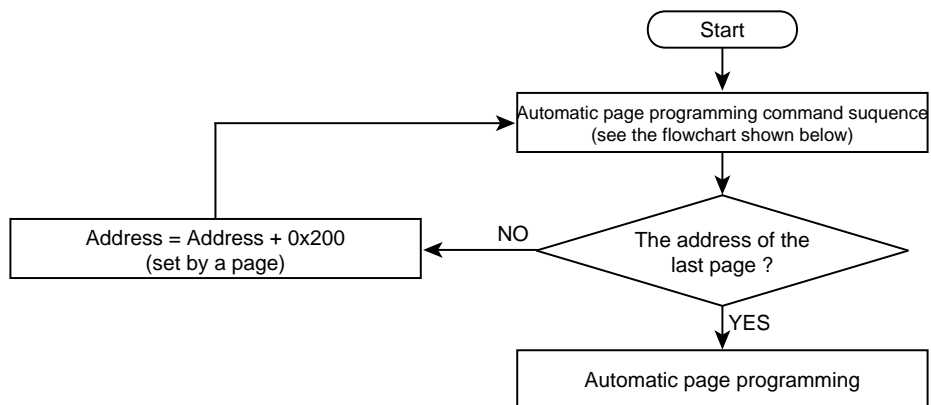 Start
Automatic page programming command suquence
(see the flowchart shown below)
Address = Address + 0x200
(set by a page)
NO
The address of the
last page ?
YES
Automatic page programming